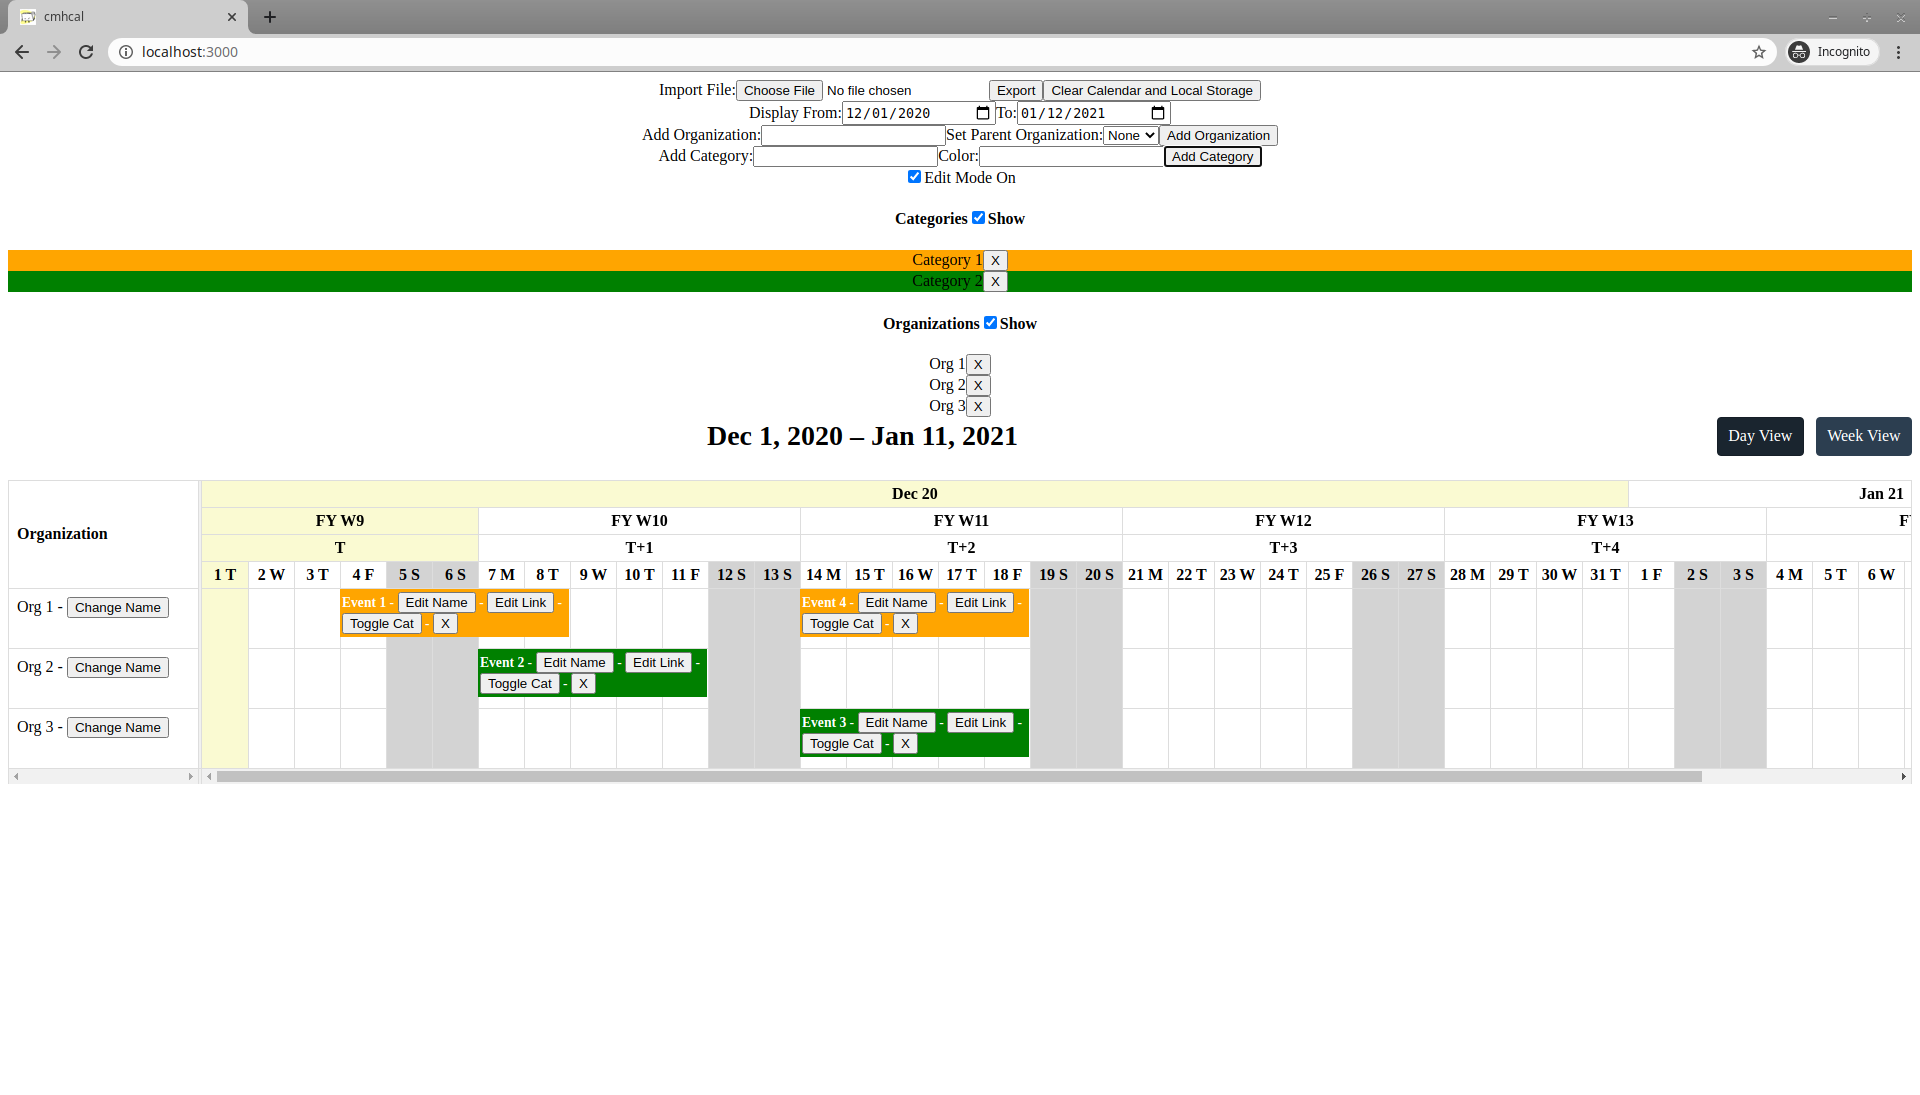 cmhcal
localhost:3000
Incognito
Import File: Choose File No file chosen Export Clear Calendar and Local Storage
Display From: 12/01/2020 To: 01/12/2021
Add Organization: Set Parent Organization: None Add Organization
Add Category: Color: Add Category
Edit Mode On
Categories Show
Category 1 X
Category 2 X
Organizations Show
Org 1 X
Org 2 X
Org 3 X
Dec 1, 2020 – Jan 11, 2021
Day View Week View
Organization
Dec 20 Jan 21
FY W9 FY W10 FY W11 FY W12 FY W13 F
T T+1 T+2 T+3 T+4
1 T 2 W 3 T 4 F 5 S 6 S 7 M 8 T 9 W 10 T 11 F 12 S 13 S 14 M 15 T 16 W 17 T 18 F 19 S 20 S 21 M 22 T 23 W 24 T 25 F 26 S 27 S 28 M 29 T 30 W 31 T 1 F 2 S 3 S 4 M 5 T 6 W
Org 1 - Change Name
Event 1 - Edit Name - Edit Link -
Toggle Cat - X
Event 4 - Edit Name - Edit Link -
Toggle Cat - X
Org 2 - Change Name
Event 2 - Edit Name - Edit Link -
Toggle Cat - X
Org 3 - Change Name
Event 3 - Edit Name - Edit Link -
Toggle Cat - X